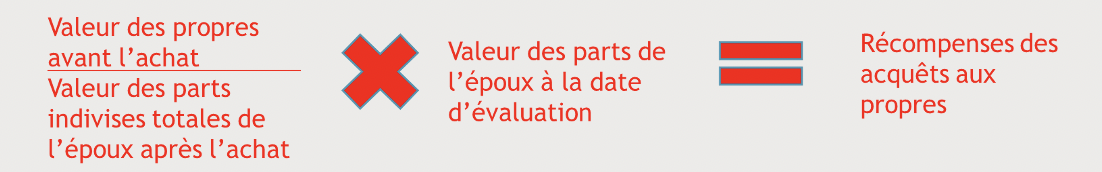 Valeur des propres
avant l’achat
Valeur des parts
indivises totales de
l’époux après l’achat
Valeur des parts de
l’époux à la date
d’évaluation
Récompenses des
acquêts aux
propres